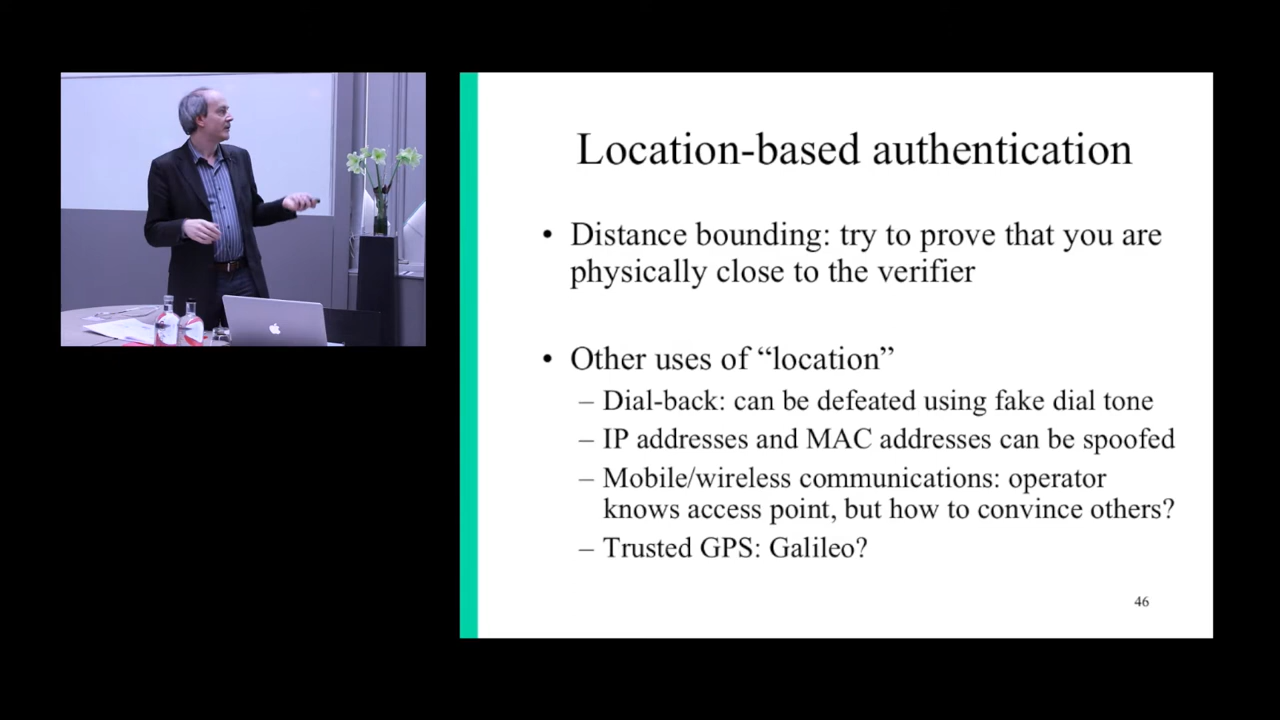 Location-based authentication
• Distance bounding: try to prove that you are
physically close to the verifier
• Other uses of “location”
– Dial-back: can be defeated using fake dial tone
– IP addresses and MAC addresses can be spoofed
– Mobile/wireless communications: operator
knows access point, but how to convince others?
– Trusted GPS: Galileo?
46